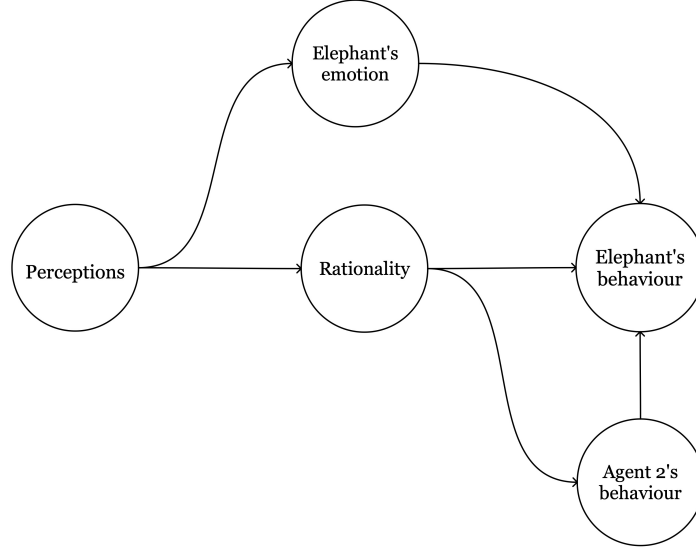 Elephant's
emotion
Perceptions
Rationality
Elephant's
behaviour
Agent 2's
behaviour